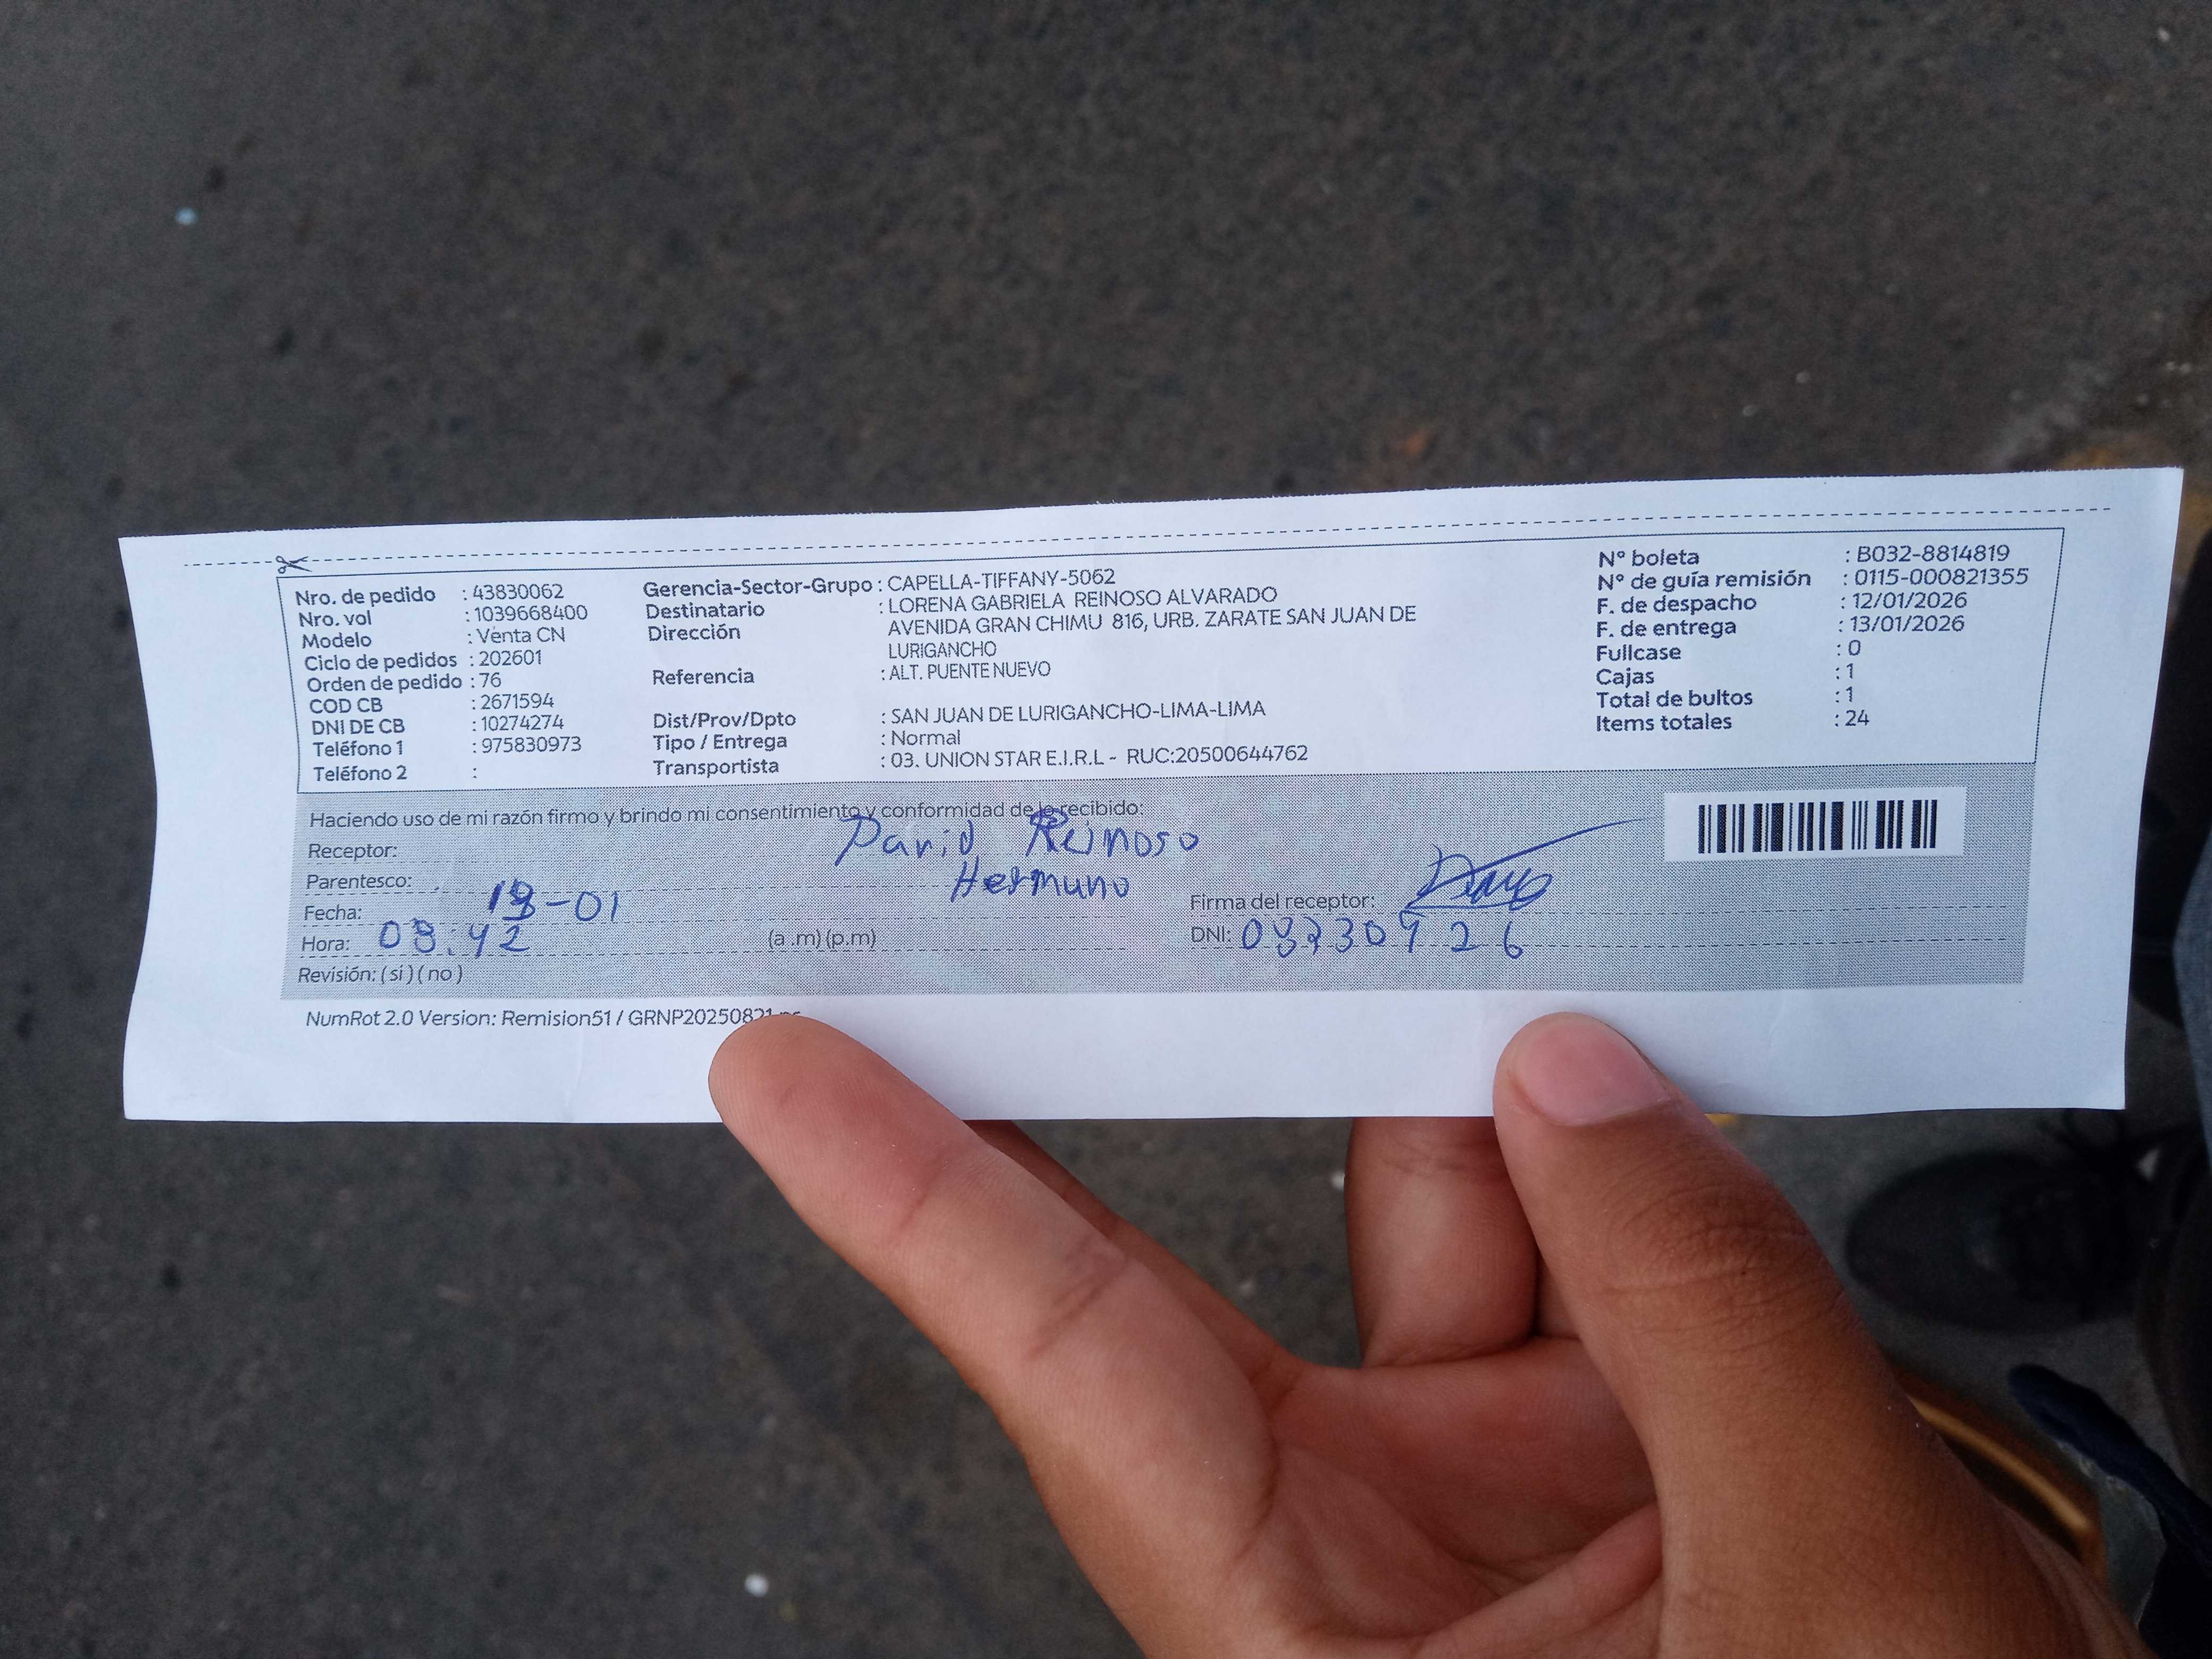 Nro. de pedido : 43830062
Nro. vol : 1039668400
Modelo : Venta CN
Ciclo de pedidos : 202601
Orden de pedido : 76
COD CB : 2671594
DNI DE CB : 10274274
Teléfono 1 : 975830973
Teléfono 2 :
Gerencia-Sector-Grupo : CAPELLA-TIFFANY-5062
Destinatario : LORENA GABRIELA REINOSO ALVARADO
Dirección AVENIDA GRAN CHIMU 816, URB. ZARATE SAN JUAN DE
LURIGANCHO
Referencia : ALT. PUENTE NUEVO
Dist/Prov/Dpto : SAN JUAN DE LURIGANCHO-LIMA-LIMA
Tipo / Entrega : Normal
Transportista : 03. UNION STAR E.I.R.L - RUC:20500644762
Nº boleta : B032-8814819
Nº de guía remisión : 0115-000821355
F. de despacho : 12/01/2026
F. de entrega : 13/01/2026
Fullcase : 0
Cajas : 1
Total de bultos : 1
Items totales : 24
Haciendo uso de mi razón firmo y brindo mi consentimiento y conformidad de lo recibido:
Receptor: David Reinoso
Parentesco: Hermano
Fecha: 13-01
Firma del receptor:
Hora: 08:42 (a .m) (p.m)
DNI:
Revisión: ( si ) ( no )
NumRot 2.0 Version: Remision51 / GRNP20250821